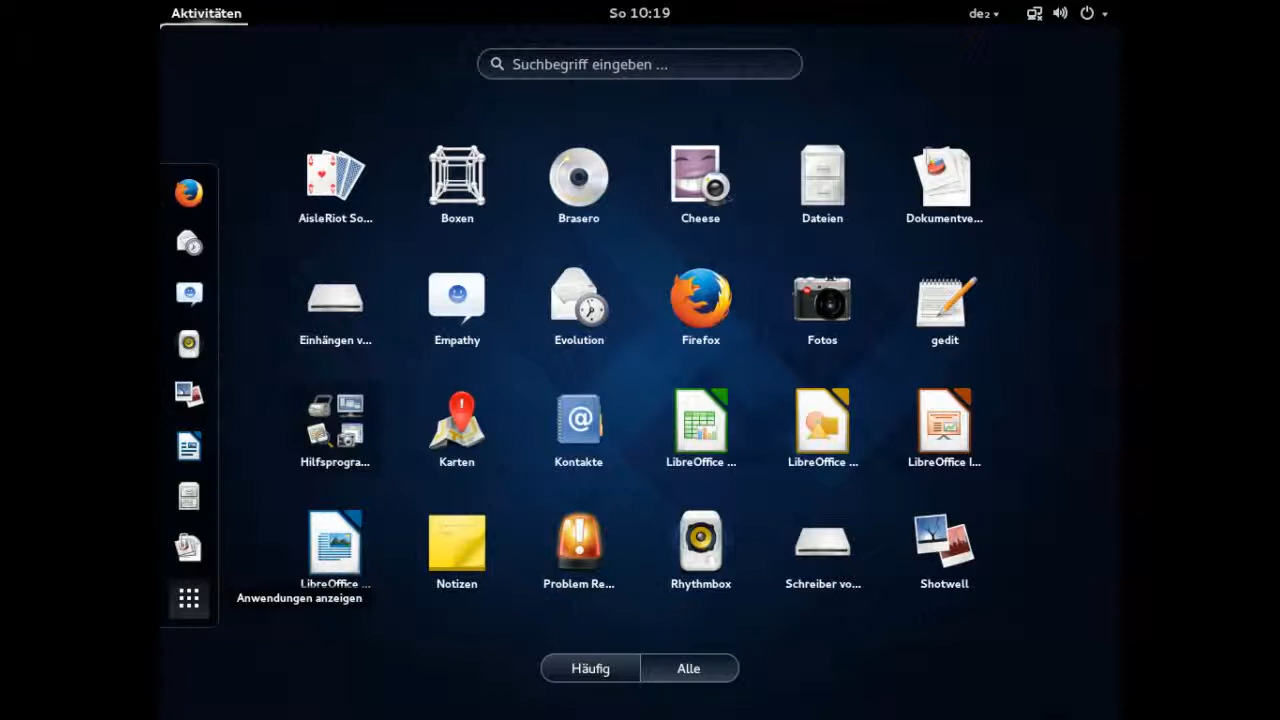 Aktivitäten
So 10:19
de₂
Suchbegriff eingeben ...
AisleRiot So...
Boxen
Brasero
Cheese
Dateien
Dokumentve...
Einhängen v...
Empathy
Evolution
Firefox
Fotos
gedit
Hilfsprogra...
Karten
Kontakte
LibreOffice ...
LibreOffice ...
LibreOffice I...
LibreOffice ...
Notizen
Problem Re...
Rhythmbox
Schreiber vo...
Shotwell
Anwendungen anzeigen
Häufig
Alle